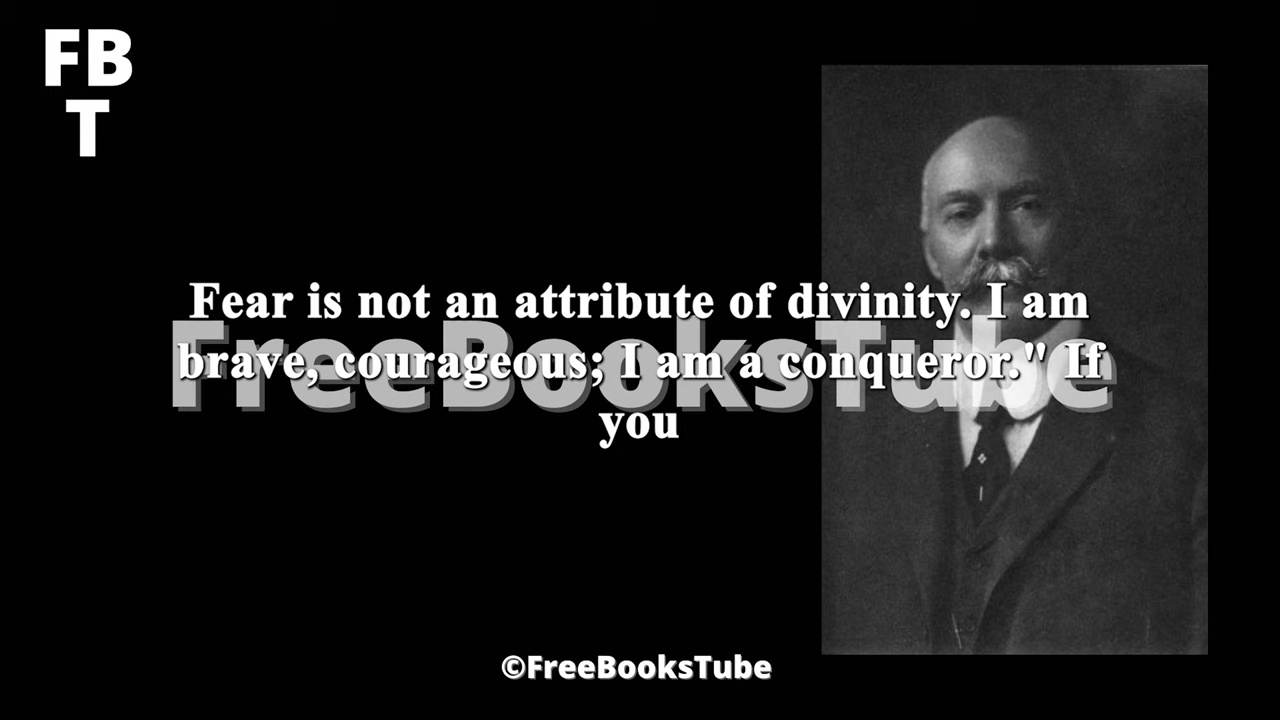 FB
T
Fear is not an attribute of divinity. I am
brave, courageous; I am a conqueror." If
you
FreeBooksTube
©FreeBooksTube